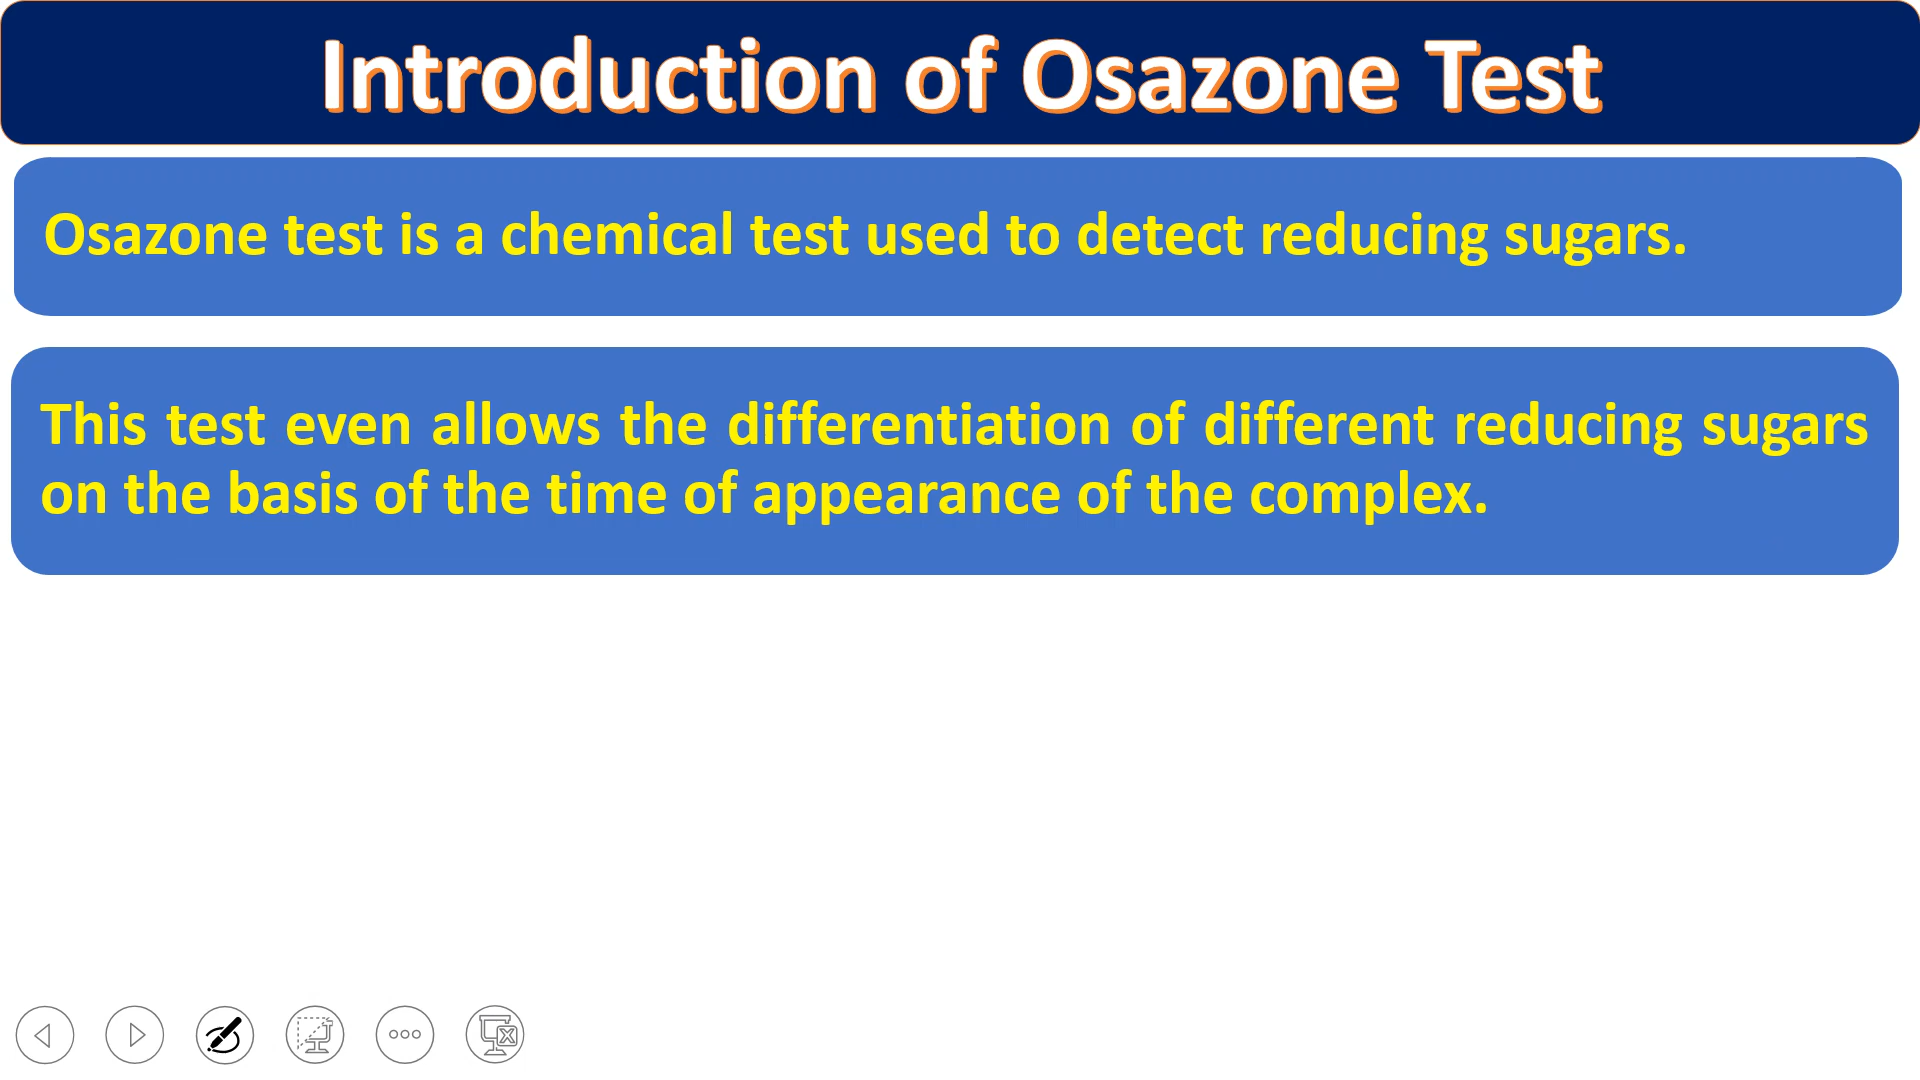 Introduction of Osazone Test
Osazone test is a chemical test used to detect reducing sugars.
This test even allows the differentiation of different reducing sugars
on the basis of the time of appearance of the complex.